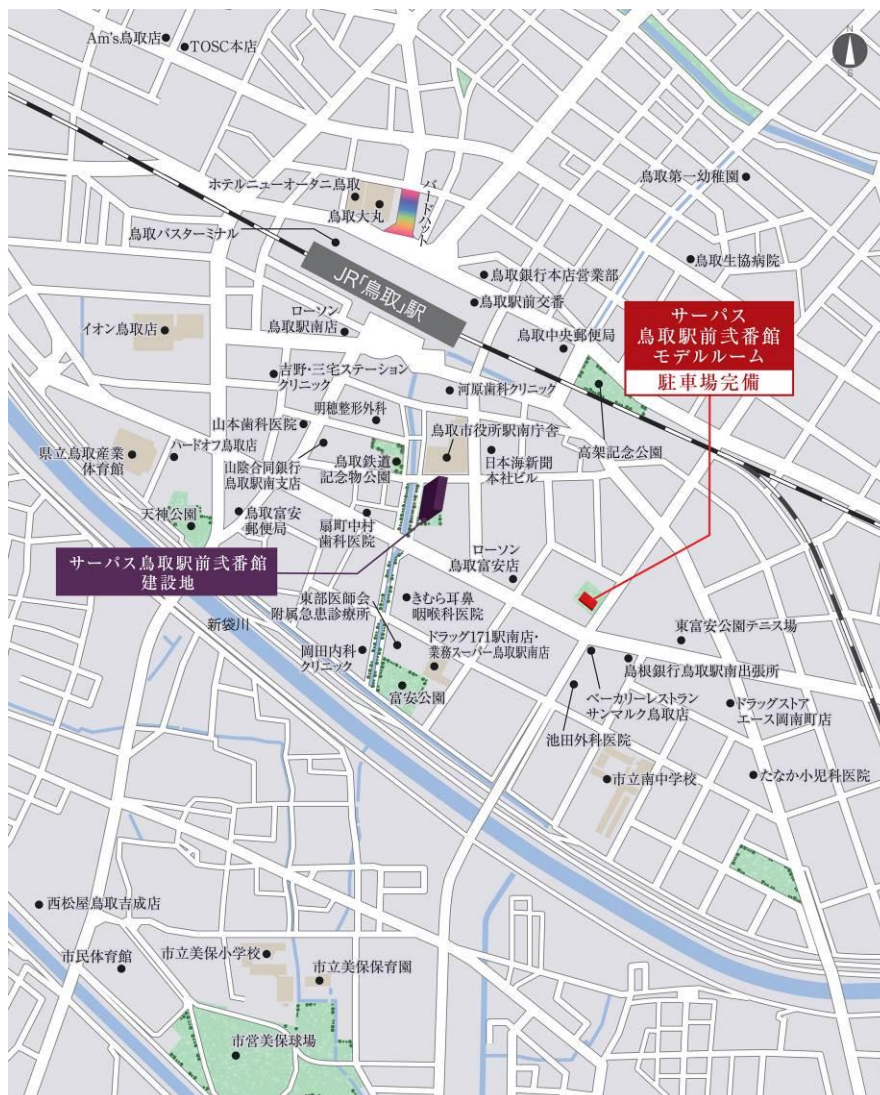 Am's鳥取店
TOSC本店
N
S
鳥取第一幼稚園
ホテルニューオータニ鳥取
鳥取大丸
バードハット
鳥取バスターミナル
JR「鳥取」駅
鳥取生協病院
鳥取銀行本店営業部
鳥取駅前交番
サーパス
鳥取駅前弐番館
モデルルーム
駐車場完備
イオン鳥取店
ローソン
鳥取駅南店
鳥取中央郵便局
吉野・三宅ステーション
クリニック
河原歯科クリニック
明穂整形外科
山本歯科医院
鳥取市役所駅南庁舎
高架記念公園
県立鳥取産業
体育館
ハードオフ鳥取店
山陰合同銀行
鳥取駅南支店
鳥取鉄道
記念物公園
日本海新聞
本社ビル
天神公園
鳥取富安
郵便局
扇町中村
歯科医院
サーパス鳥取駅前弐番館
建設地
ローソン
鳥取富安店
新袋川
東部医師会
附属急患診療所
きむら耳鼻
咽喉科医院
岡田内科
クリニック
ドラッグ171駅南店・
業務スーパー鳥取駅南店
東富安公園テニス場
島根銀行鳥取駅南出張所
富安公園
ベーカリーレストラン
サンマルク鳥取店
ドラッグストア
エース岡南町店
池田外科医院
市立南中学校
たなか小児科医院
西松屋鳥取吉成店
市民体育館
市立美保小学校
市立美保保育園
市営美保球場